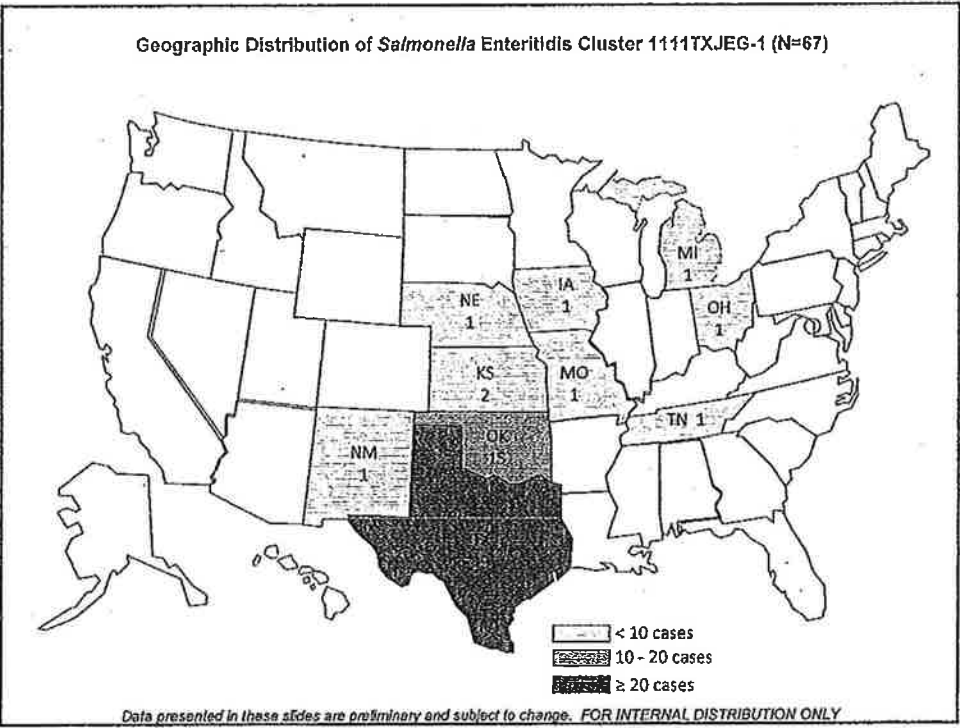 Geographic Distribution of Salmonella Enteritidis Cluster 1111TXJEG-1 (N=67)
MI
1
NE
1
IA
1
OH
1
KS
2
MO
1
TN 1
OK
15
NM
1
< 10 cases
10 - 20 cases
≥ 20 cases
Data presented in these slides are preliminary and subject to change. FOR INTERNAL DISTRIBUTION ONLY